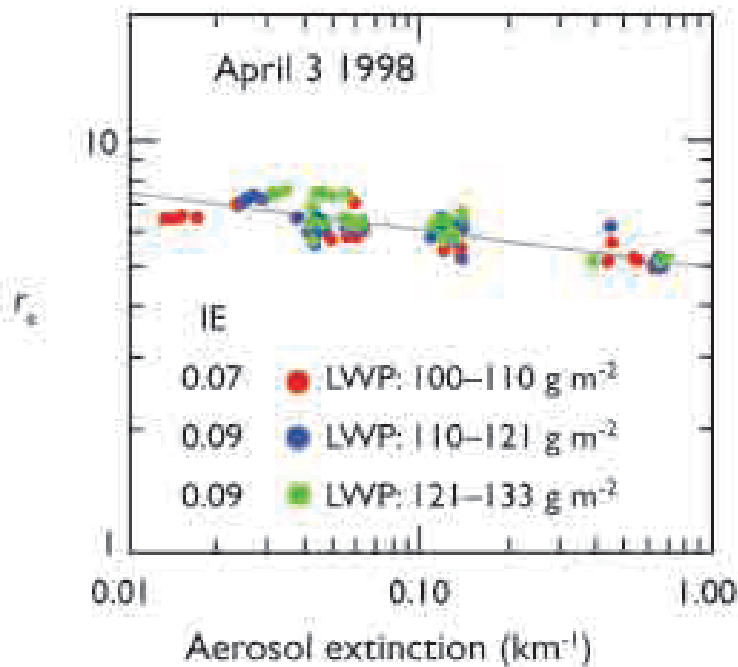 April 3 1998
10
rₑ
IE
0.07 LWP: 100–110 g m⁻²
0.09 LWP: 110–121 g m⁻²
0.09 LWP: 121–133 g m⁻²
1
0.01 0.10 1.00
Aerosol extinction (km⁻¹)